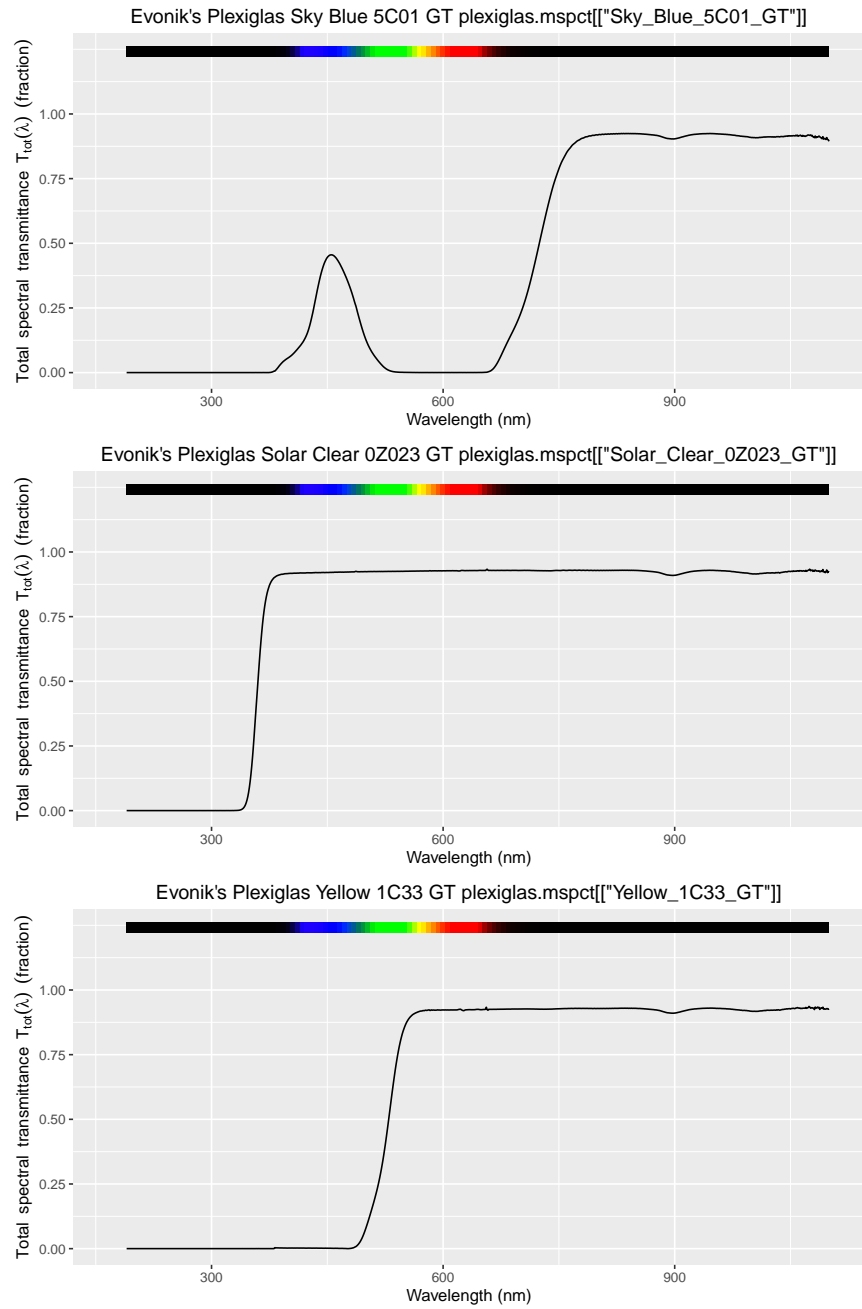 Evonik's Plexiglas Sky Blue 5C01 GT plexiglas.mspct[["Sky_Blue_5C01_GT"]]
Total spectral transmittance Ttot(λ) (fraction)
1.00
0.75
0.50
0.25
0.00
300 600 900
Wavelength (nm)
Evonik's Plexiglas Solar Clear 0Z023 GT plexiglas.mspct[["Solar_Clear_0Z023_GT"]]
Total spectral transmittance Ttot(λ) (fraction)
1.00
0.75
0.50
0.25
0.00
300 600 900
Wavelength (nm)
Evonik's Plexiglas Yellow 1C33 GT plexiglas.mspct[["Yellow_1C33_GT"]]
Total spectral transmittance Ttot(λ) (fraction)
1.00
0.75
0.50
0.25
0.00
300 600 900
Wavelength (nm)